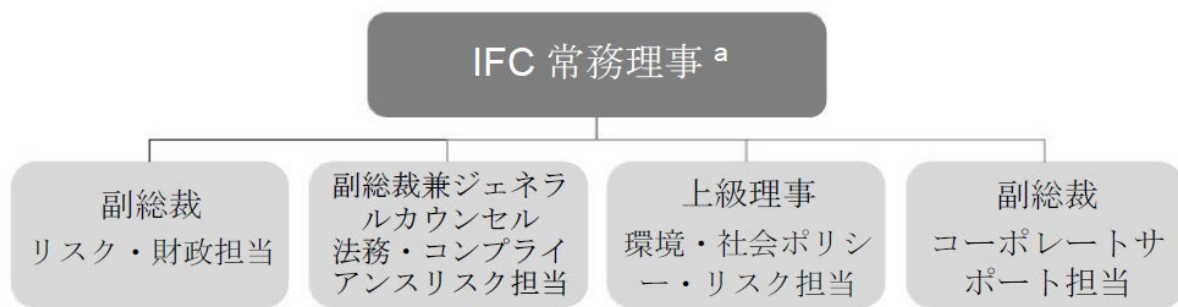 IFC 常務理事 a
副総裁
リスク・財政担当
副総裁兼ジェネラ
ルカウンセル
法務・コンプライ
アンスリスク担当
上級理事
環境・社会ポリシ
ー・リスク担当
副総裁
コーポレートサ
ポート担当